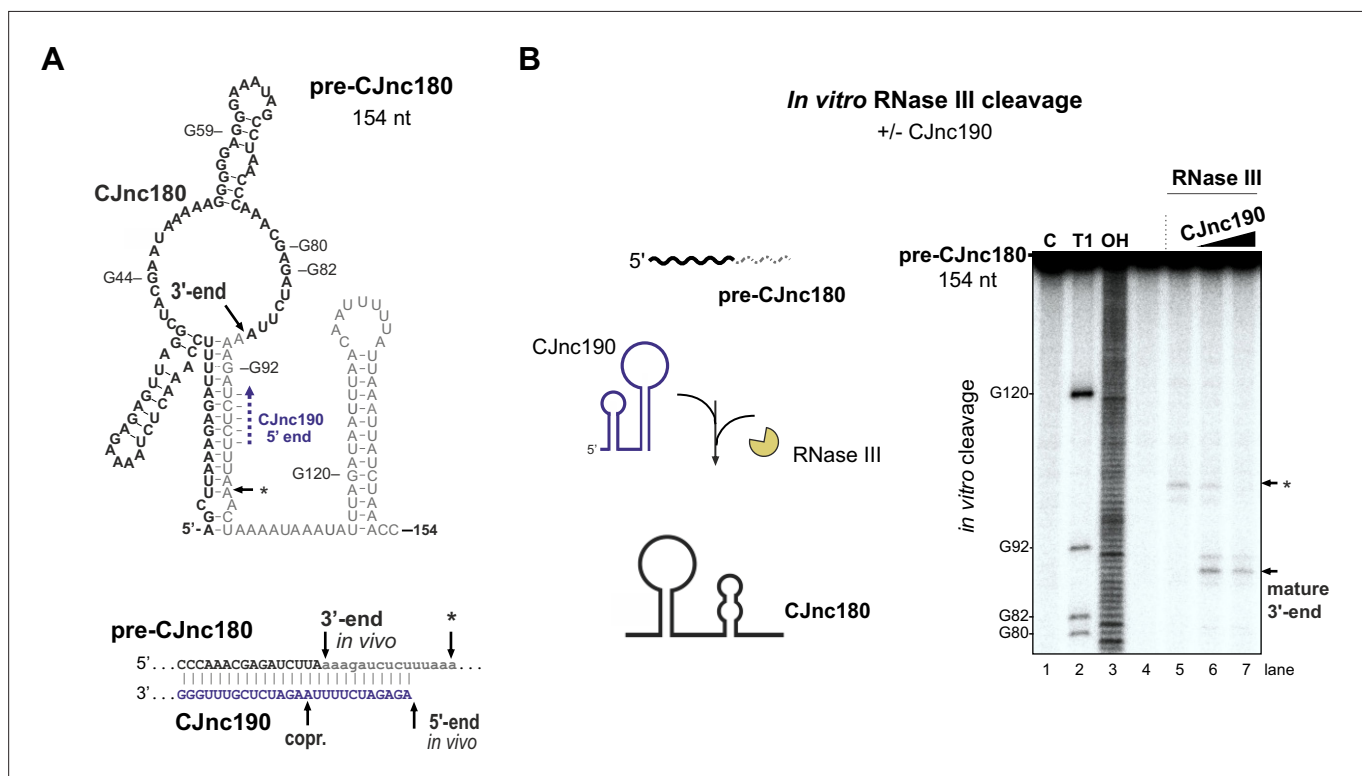 A
B
pre-CJnc180
154 nt
G59–
CJnc180
–G80
–G82
G44–
3'-end
–G92
CJnc190
5' end
G120–
*
5'-
–154
pre-CJnc180
3'-end
in vivo
*
5'...CCCAAACGAGAUCUUAaaagaucucuuuaaa...
3'...GGGUUUGCUCUAGAAUUUUCUAGAGA
CJnc190
copr.
5'-end
in vivo
In vitro RNase III cleavage
+/- CJnc190
5'
pre-CJnc180
CJnc190
5'
RNase III
CJnc180
RNase III
CJnc190
C T1 OH
pre-CJnc180
154 nt
in vitro cleavage
G120
G92
G82
G80
*
mature
3'-end
1 2 3 4 5 6 7 lane